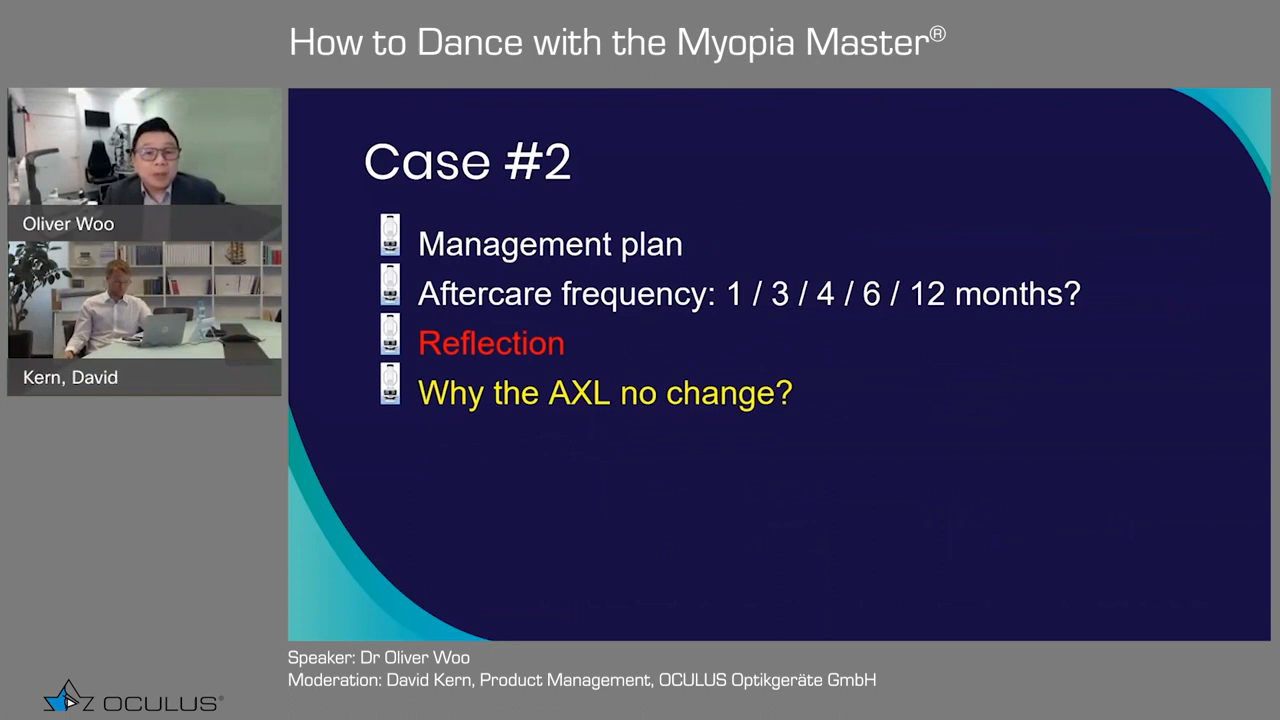 How to Dance with the Myopia Master®
Oliver Woo
Kern, David
Case #2
Management plan
Aftercare frequency: 1 / 3 / 4 / 6 / 12 months?
Reflection
Why the AXL no change?
Speaker: Dr Oliver Woo
Moderation: David Kern, Product Management, OCULUS Optikgeräte GmbH
OCULUS®